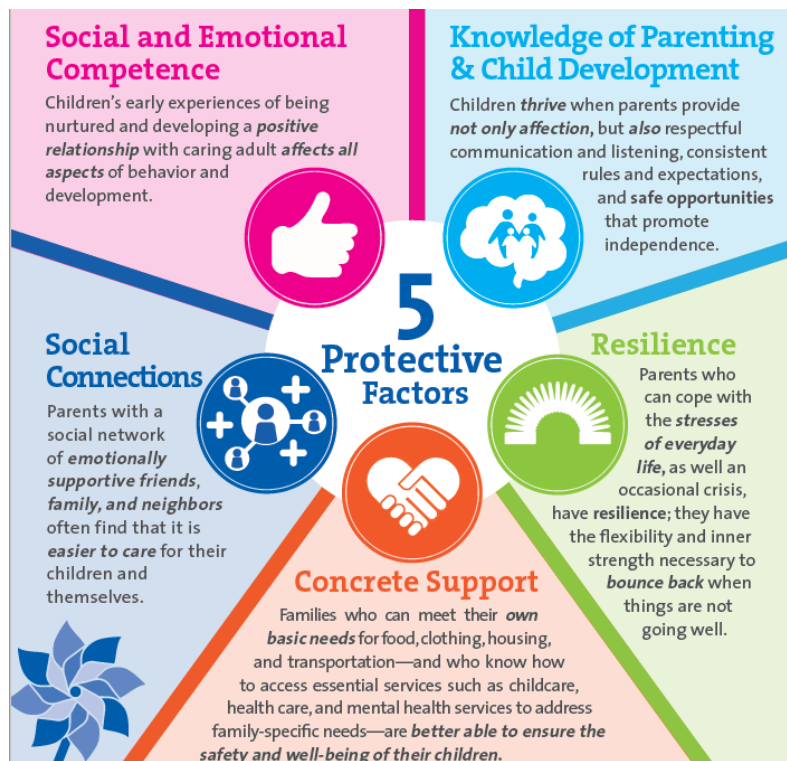 Social and Emotional
Competence
Children's early experiences of being
nurtured and developing a positive
relationship with caring adult affects all
aspects of behavior and
development.
Knowledge of Parenting
& Child Development
Children thrive when parents provide
not only affection, but also respectful
communication and listening, consistent
rules and expectations,
and safe opportunities
that promote
independence.
5
Protective
Factors
Social
Connections
Parents with a
social network
of emotionally
supportive friends,
family, and neighbors
often find that it is
easier to care for their
children and
themselves.
Resilience
Parents who
can cope with
the stresses
of everyday
life, as well an
occasional crisis,
have resilience; they have
the flexibility and inner
strength necessary to
bounce back when
things are not
going well.
Concrete Support
Families who can meet their own
basic needs for food, clothing, housing,
and transportation—and who know how
to access essential services such as childcare,
health care, and mental health services to address
family-specific needs—are better able to ensure the
safety and well-being of their children.